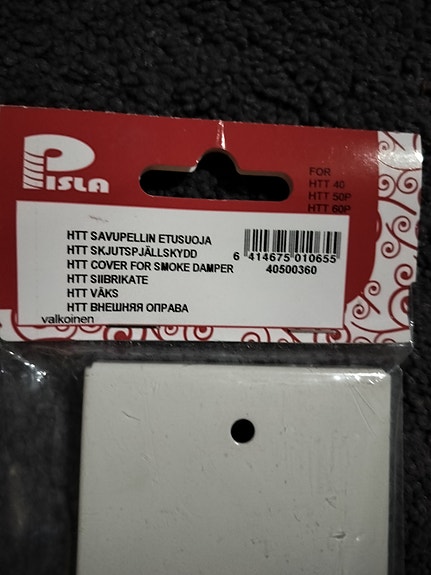 PISLA
FOR
HTT 40
HTT 50P
HTT 60P
HTT SAVUPELLIN ETUSUOJA
HTT SKJUTSPJÄLLSKYDD
HTT COVER FOR SMOKE DAMPER
HTT SIIBRIKATE
HTT VÄKS
HTT ВНЕШНЯЯ ОПРАВА
valkoinen
6 414675 010655
40500360